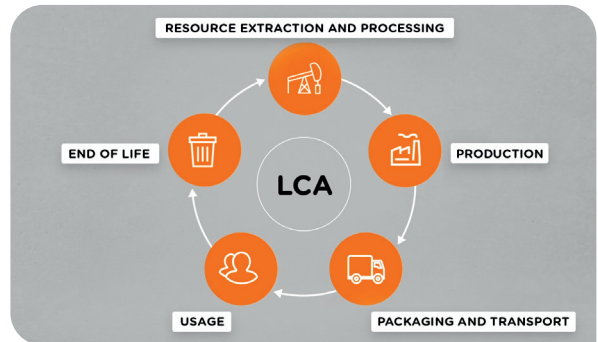 RESOURCE EXTRACTION AND PROCESSING
END OF LIFE
PRODUCTION
LCA
USAGE
PACKAGING AND TRANSPORT